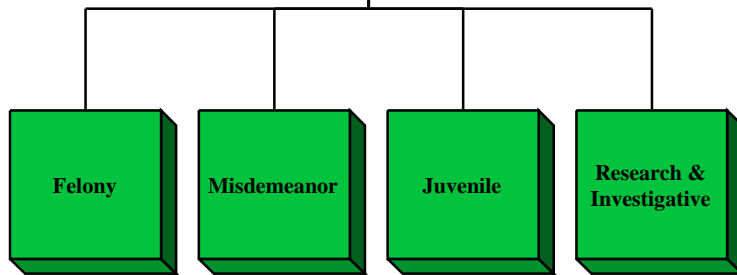 Felony
Misdemeanor
Juvenile
Research &
Investigative